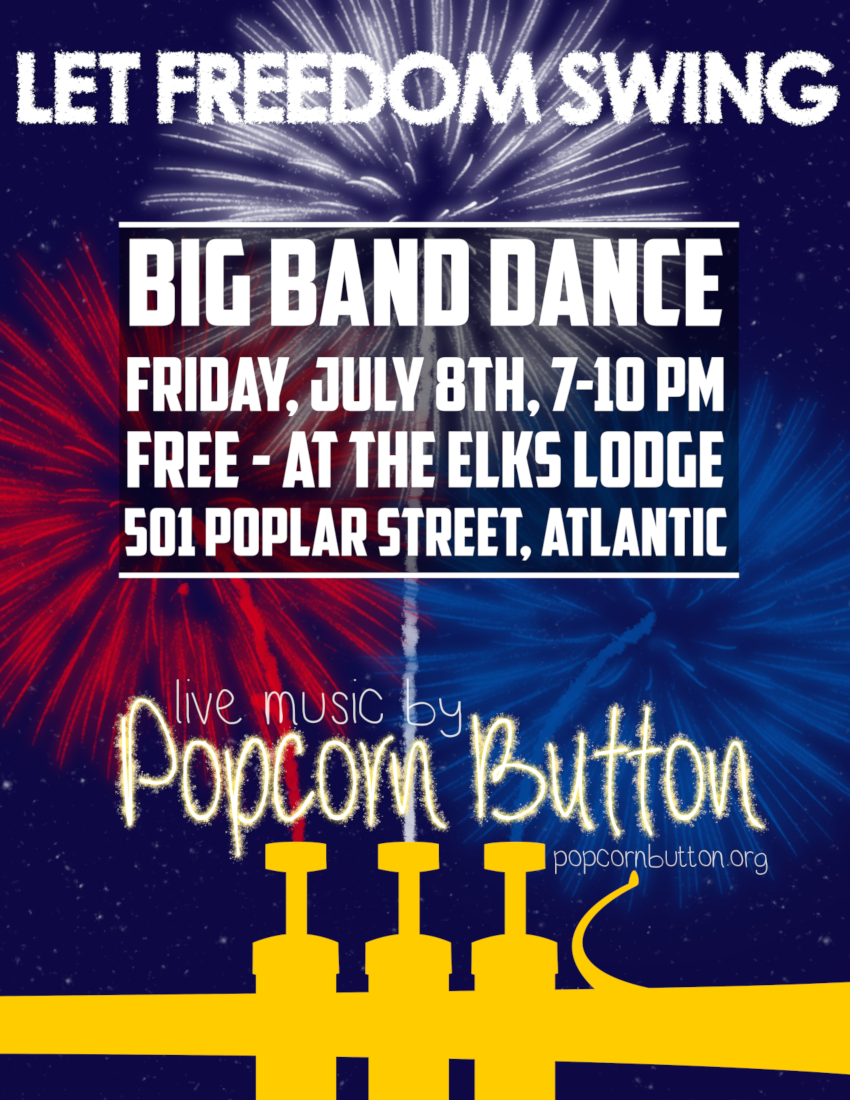 LET FREEDOM SWING
BIG BAND DANCE
FRIDAY, JULY 8TH, 7-10 PM
FREE - AT THE ELKS LODGE
501 POPLAR STREET, ATLANTIC
live music by
Popcorn Button
popcornbutton.org